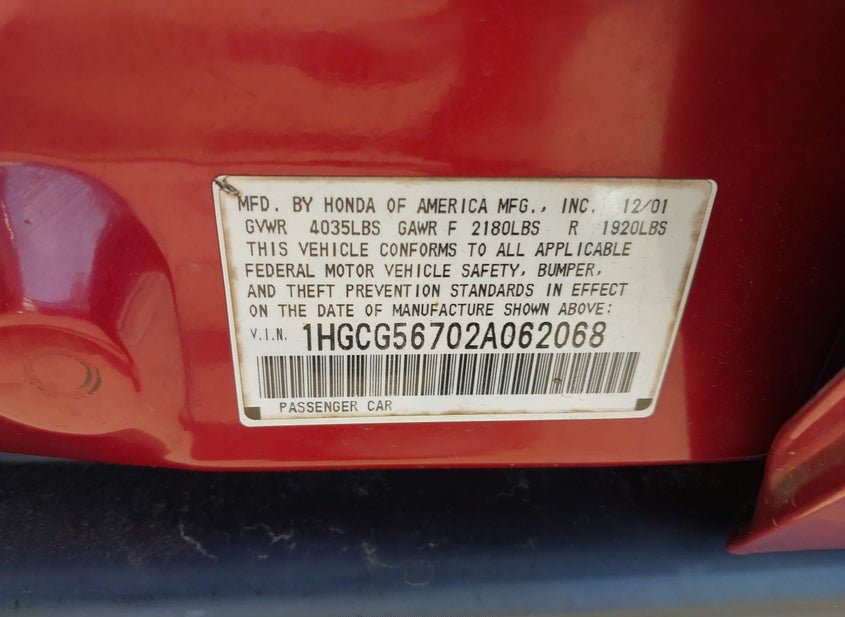 MFD. BY HONDA OF AMERICA MFG., INC. 12/01
GVWR 4035LBS GAWR F 2180LBS R 1920LBS
THIS VEHICLE CONFORMS TO ALL APPLICABLE
FEDERAL MOTOR VEHICLE SAFETY, BUMPER,
AND THEFT PREVENTION STANDARDS IN EFFECT
ON THE DATE OF MANUFACTURE SHOWN ABOVE:
V.I.N. 1HGCG56702A062068
PASSENGER CAR